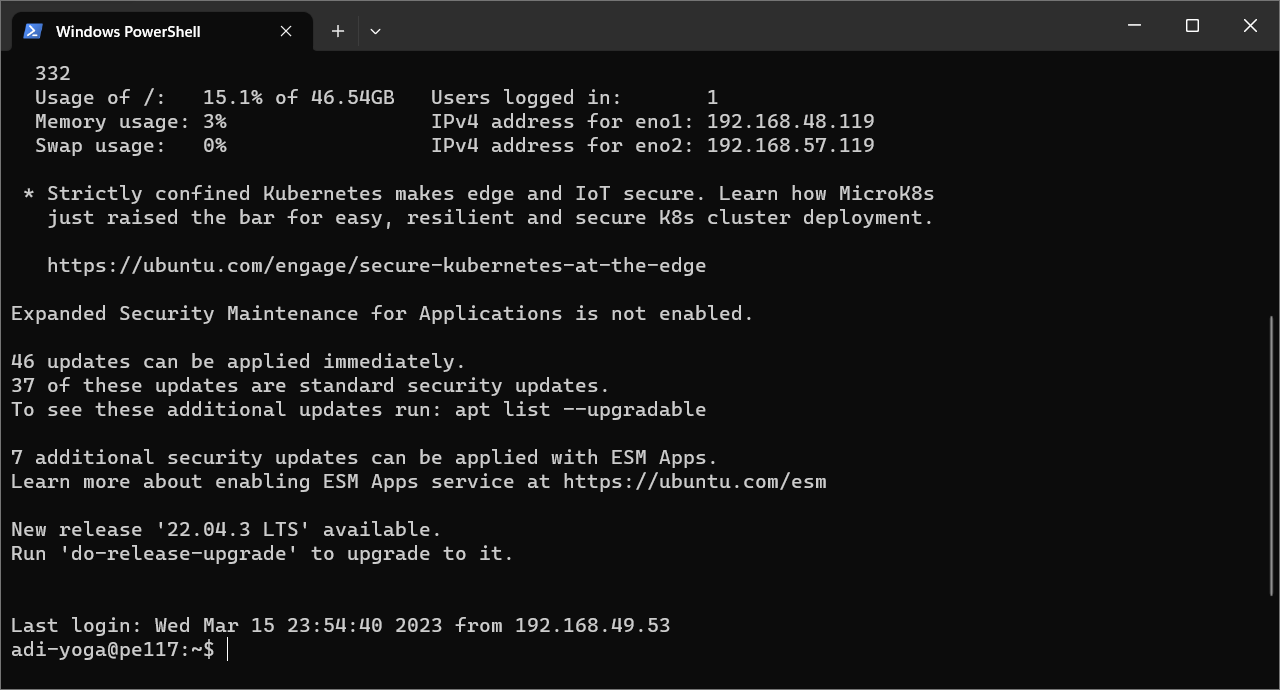 Windows PowerShell
332
Usage of /:   15.1% of 46.54GB   Users logged in:       1
Memory usage: 3%                 IPv4 address for eno1: 192.168.48.119
Swap usage:   0%                 IPv4 address for eno2: 192.168.57.119
* Strictly confined Kubernetes makes edge and IoT secure. Learn how MicroK8s
just raised the bar for easy, resilient and secure K8s cluster deployment.
https://ubuntu.com/engage/secure-kubernetes-at-the-edge
Expanded Security Maintenance for Applications is not enabled.
46 updates can be applied immediately.
37 of these updates are standard security updates.
To see these additional updates run: apt list --upgradable
7 additional security updates can be applied with ESM Apps.
Learn more about enabling ESM Apps service at https://ubuntu.com/esm
New release '22.04.3 LTS' available.
Run 'do-release-upgrade' to upgrade to it.
Last login: Wed Mar 15 23:54:40 2023 from 192.168.49.53
adi-yoga@pe117:~$